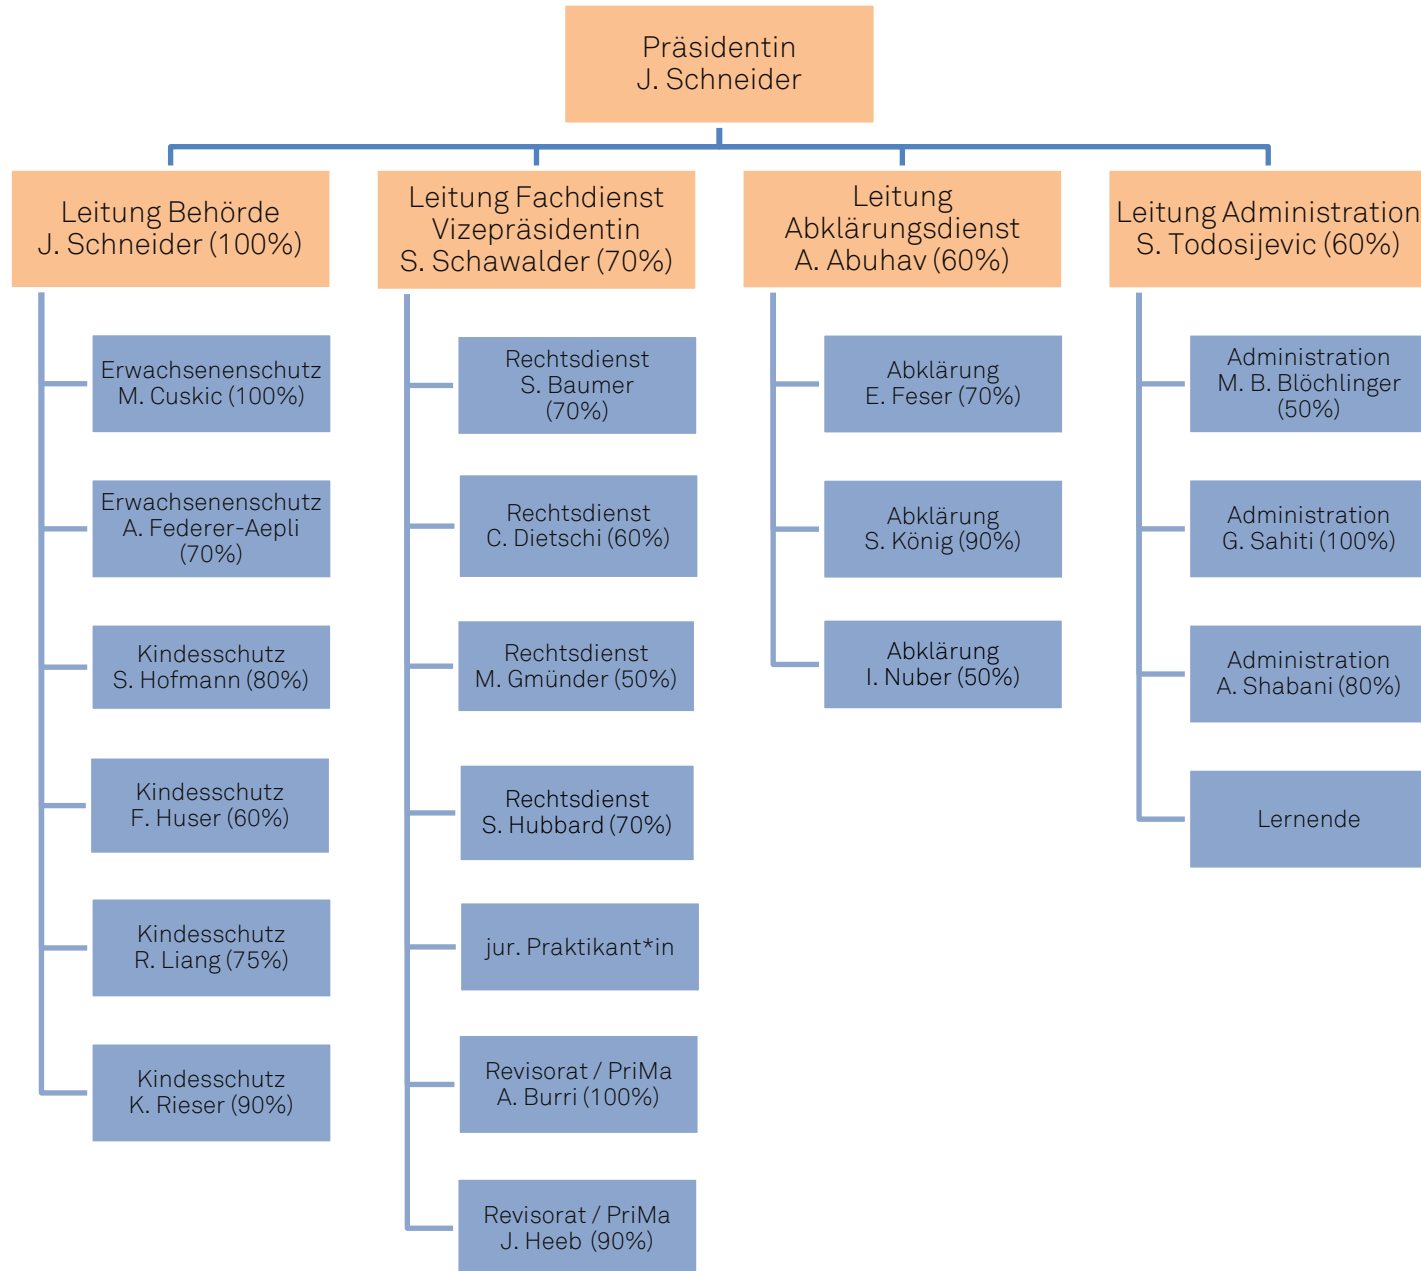 Präsidentin
J. Schneider
Leitung Behörde
J. Schneider (100%)
Erwachsenenschutz
M. Cuskic (100%)
Erwachsenenschutz
A. Federer-Aepli
(70%)
Kindesschutz
S. Hofmann (80%)
Kindesschutz
F. Huser (60%)
Kindesschutz
R. Liang (75%)
Kindesschutz
K. Rieser (90%)
Leitung Fachdienst
Vizepräsidentin
S. Schawalder (70%)
Rechtsdienst
S. Baumer
(70%)
Rechtsdienst
C. Dietschi (60%)
Rechtsdienst
M. Gmünder (50%)
Rechtsdienst
S. Hubbard (70%)
jur. Praktikant*in
Revisorat / PriMa
A. Burri (100%)
Revisorat / PriMa
J. Heeb (90%)
Leitung
Abklärungsdienst
A. Abuhav (60%)
Abklärung
E. Feser (70%)
Abklärung
S. König (90%)
Abklärung
I. Nuber (50%)
Leitung Administration
S. Todosijevic (60%)
Administration
M. B. Blöchlinger
(50%)
Administration
G. Sahiti (100%)
Administration
A. Shabani (80%)
Lernende